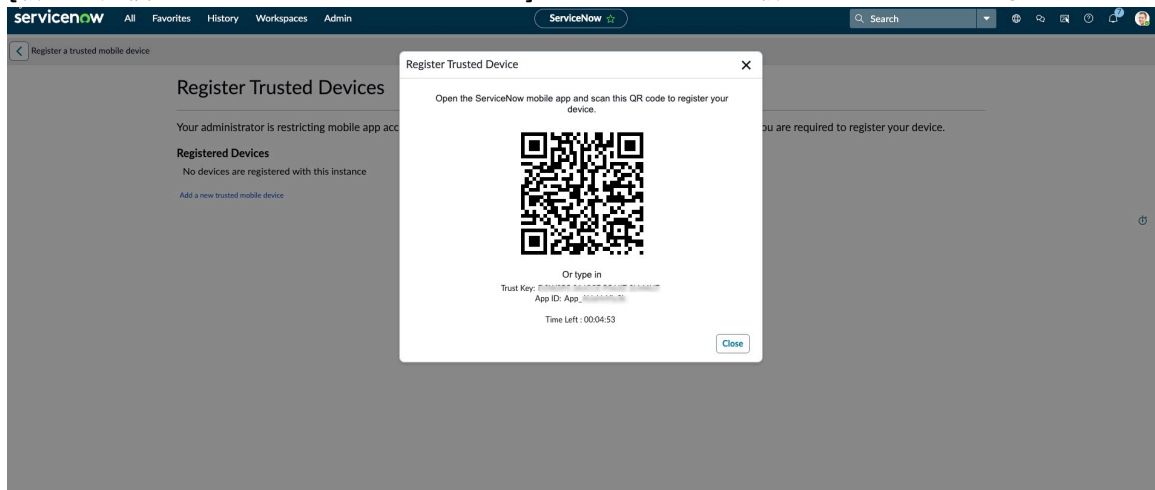 servicenow All Favorites History Workspaces Admin ServiceNow Search 7
Register a trusted mobile device
Register Trusted Devices
Your administrator is restricting mobile app acc
ou are required to register your device.
Registered Devices
No devices are registered with this instance
Add a new trusted mobile device
Register Trusted Device
Open the ServiceNow mobile app and scan this QR code to register your
device.
Or type in
Trust Key:
App ID: App_
Time Left : 00:04:53
Close